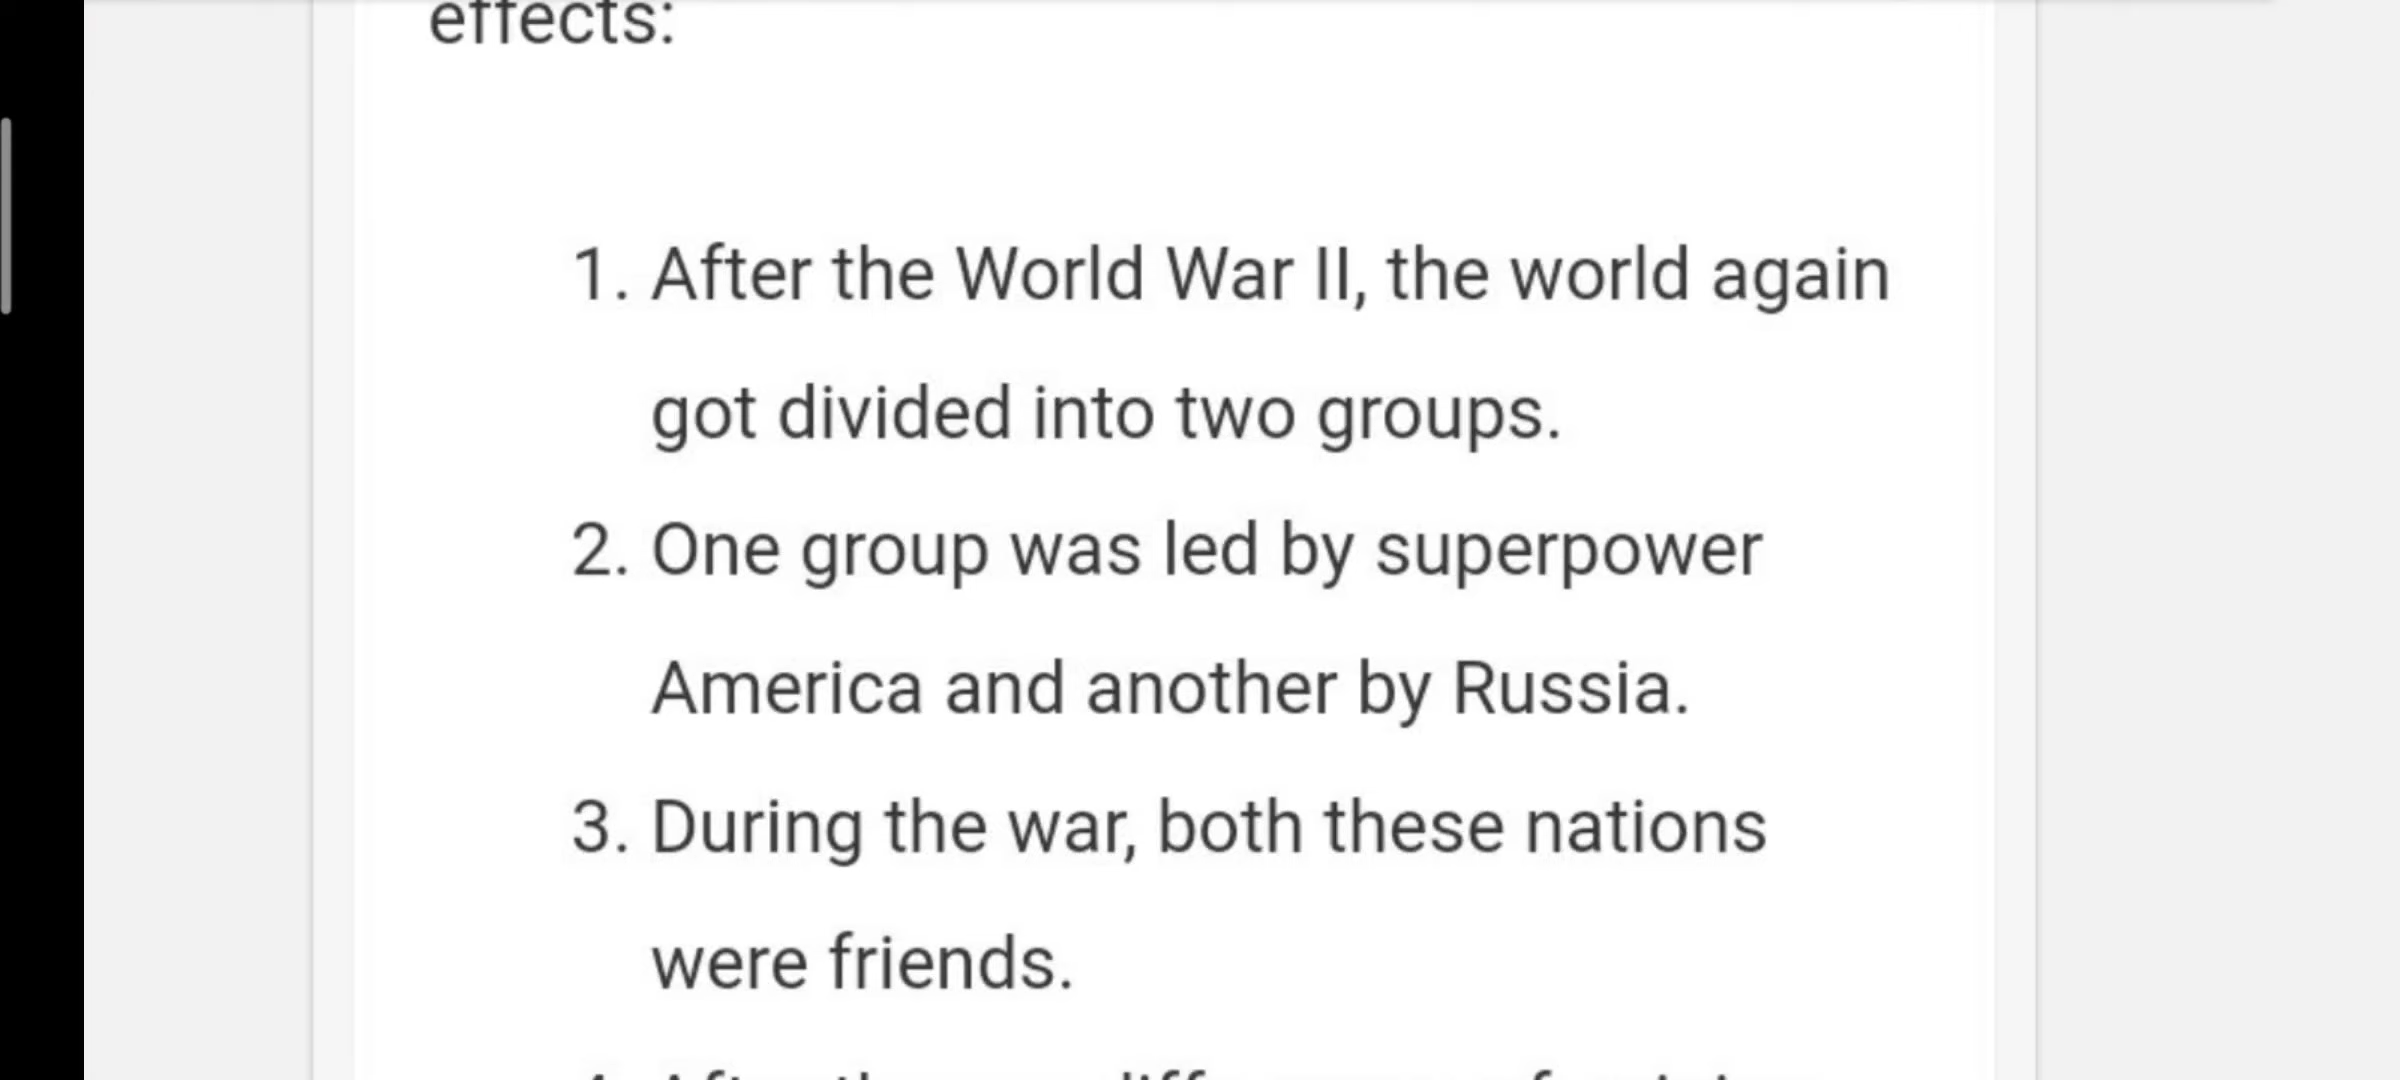 effects:
1. After the World War II, the world again
got divided into two groups.
2. One group was led by superpower
America and another by Russia.
3. During the war, both these nations
were friends.